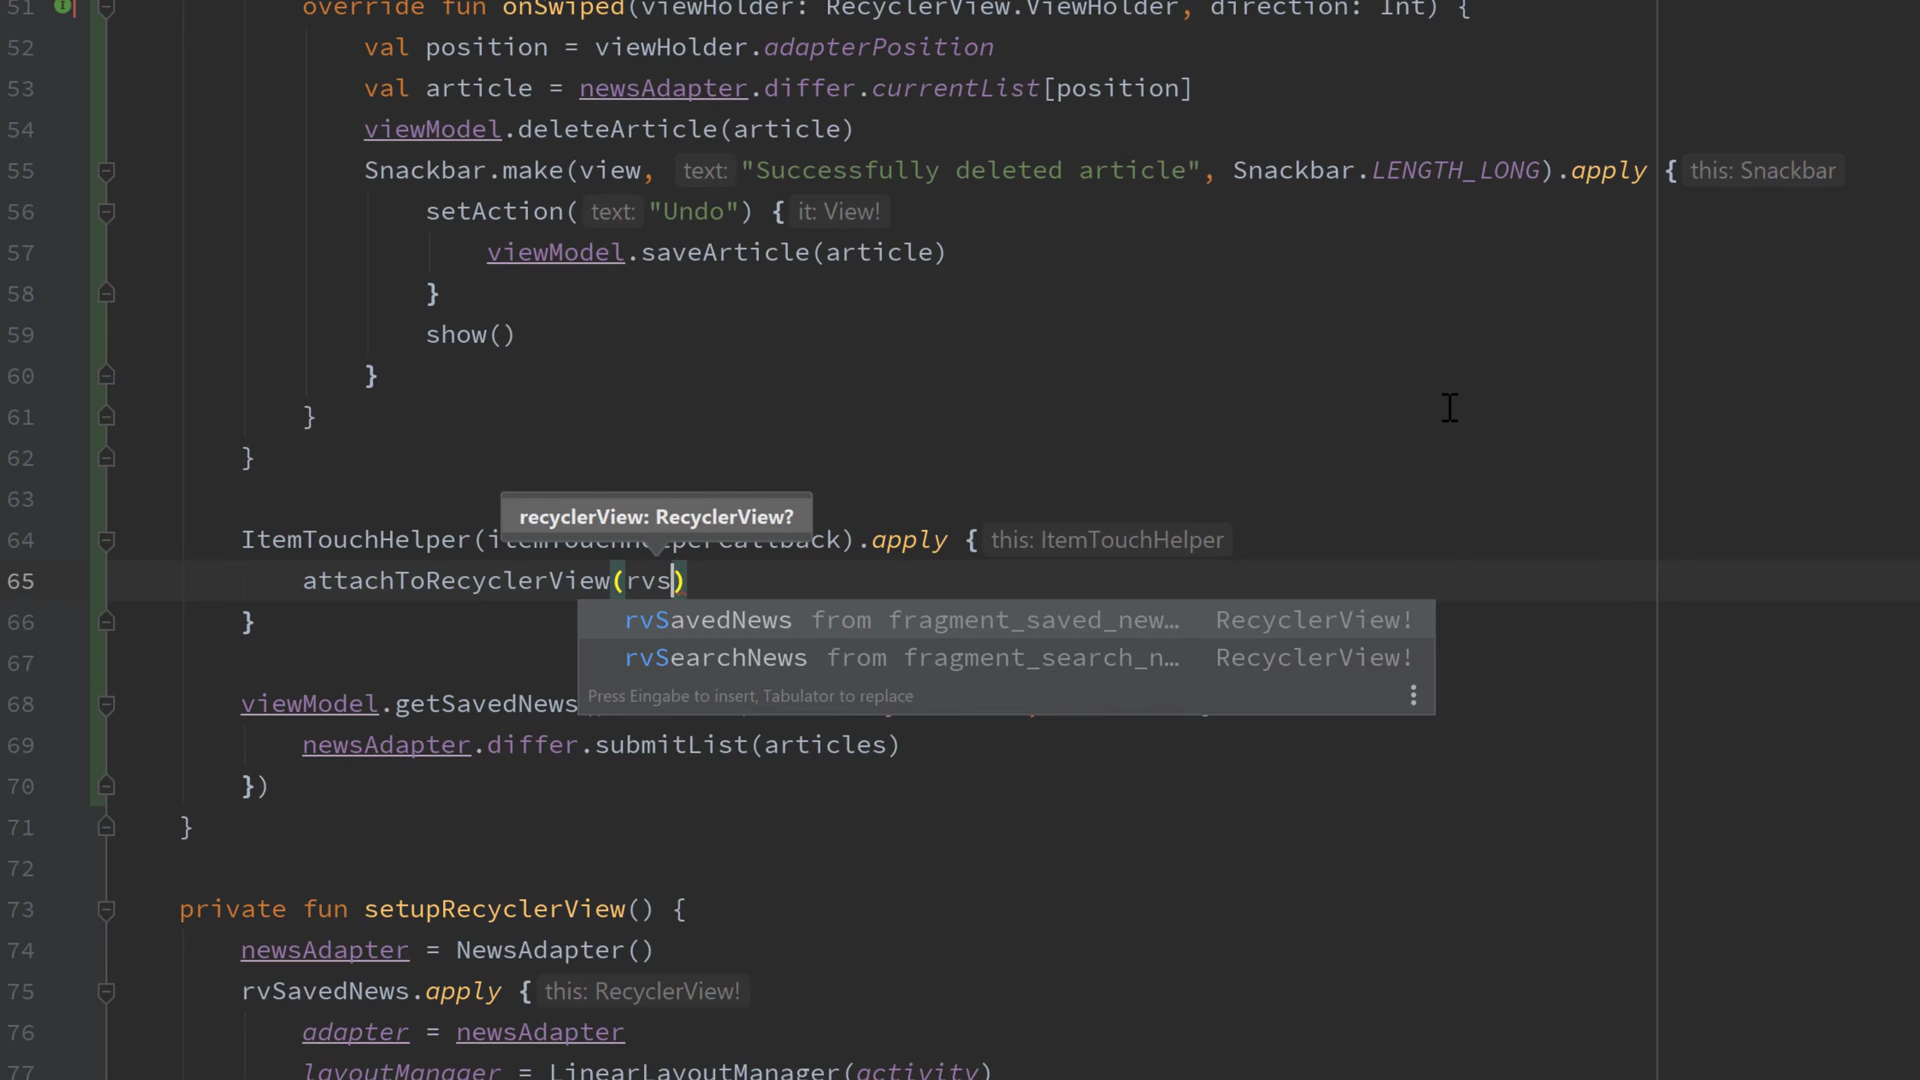 51 override fun onSwiped(viewHolder: RecyclerView.ViewHolder, direction: Int) {
52 val position = viewHolder.adapterPosition
53 val article = newsAdapter.differ.currentList[position]
54 viewModel.deleteArticle(article)
55 Snackbar.make(view, text: "Successfully deleted article", Snackbar.LENGTH_LONG).apply { this: Snackbar
56 setAction( text: "Undo") { it: View!
57 viewModel.saveArticle(article)
58 }
59 show()
60 }
61 }
62 }
63
recyclerView: RecyclerView?
64 ItemTouchHelper(itemTouchHelperCallback).apply { this: ItemTouchHelper
65 attachToRecyclerView(rvs)
rvSavedNews from fragment_saved_new… RecyclerView!
66 }
rvSearchNews from fragment_search_n… RecyclerView!
67
Press Eingabe to insert, Tabulator to replace
68 viewModel.getSavedNews
69 newsAdapter.differ.submitList(articles)
70 })
71 }
72
73 private fun setupRecyclerView() {
74 newsAdapter = NewsAdapter()
75 rvSavedNews.apply { this: RecyclerView!
76 adapter = newsAdapter
77 layoutManager = LinearLayoutManager(activity)